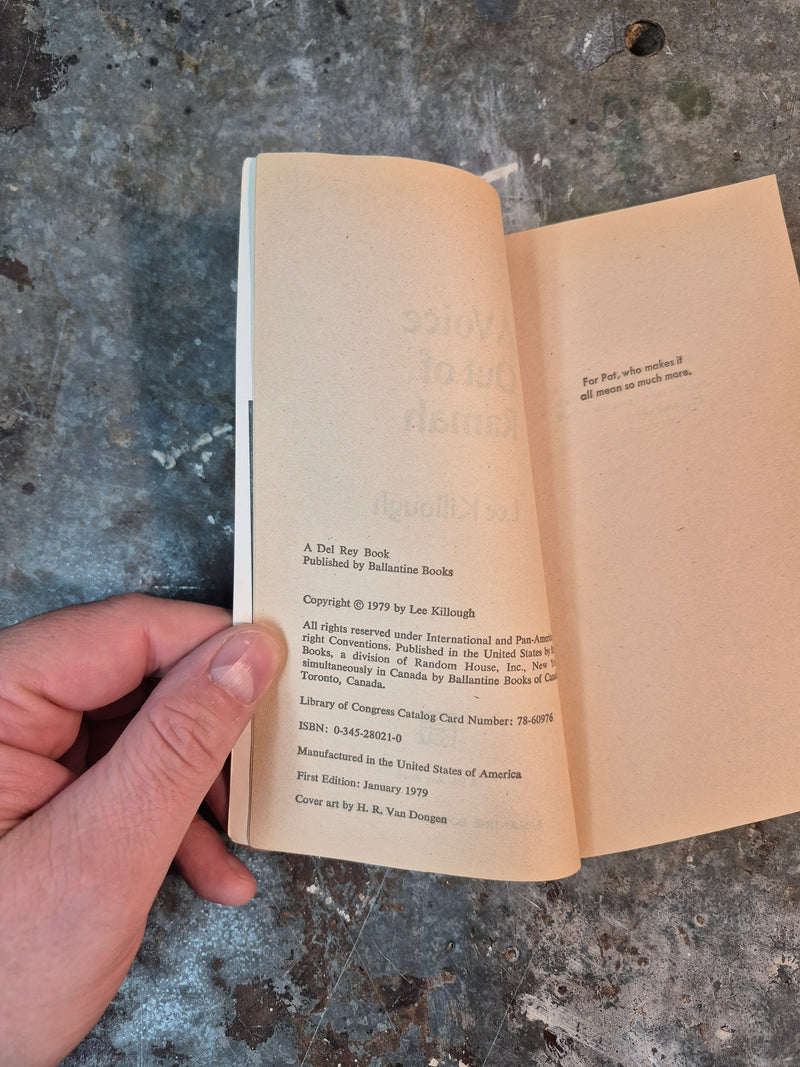 A Del Rey Book
Published by Ballantine Books
Copyright © 1979 by Lee Killough
All rights reserved under International and Pan-America
right Conventions. Published in the United States by
Books, a division of Random House, Inc., New Yo
simultaneously in Canada by Ballantine Books of Cana
Toronto, Canada.
Library of Congress Catalog Card Number: 78-60976
ISBN: 0-345-28021-0
Manufactured in the United States of America
First Edition: January 1979
Cover art by H. R. Van Dongen
For Pat, who makes it
all mean so much more.